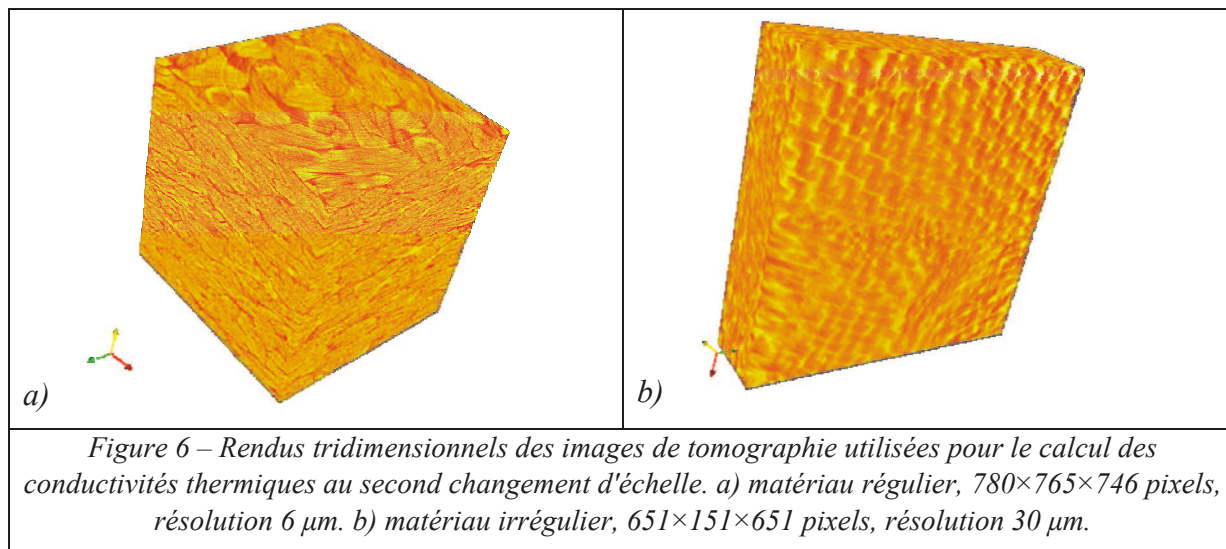 a)
b)
Figure 6 – Rendus tridimensionnels des images de tomographie utilisées pour le calcul des
conductivités thermiques au second changement d'échelle. a) matériau régulier, 780×765×746 pixels,
résolution 6 μm. b) matériau irrégulier, 651×151×651 pixels, résolution 30 μm.